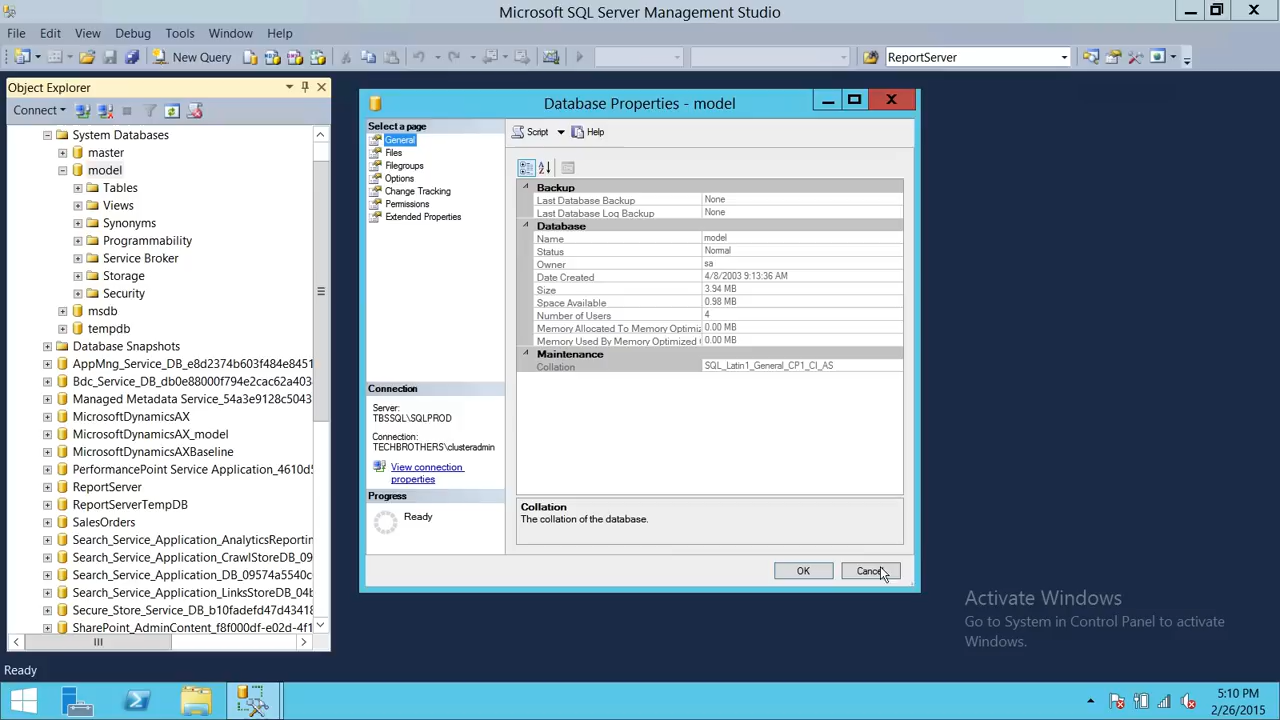 Microsoft SQL Server Management Studio
File Edit View Debug Tools Window Help
New Query ReportServer
Object Explorer
Connect
System Databases
master
model
Tables
Views
Synonyms
Programmability
Service Broker
Storage
Security
msdb
tempdb
Database Snapshots
AppMng_Service_DB_e8d2374b603f484e8451
Bdc_Service_DB_db0e88000f794e2cac62a403
Managed Metadata Service_54a3e9128c5043
MicrosoftDynamicsAX
MicrosoftDynamicsAX_model
MicrosoftDynamicsAXBaseline
PerformancePoint Service Application_4610d5
ReportServer
ReportServerTempDB
SalesOrders
Search_Service_Application_AnalyticsReportin
Search_Service_Application_CrawlStoreDB_09
Search_Service_Application_DB_09574a5540c
Search_Service_Application_LinksStoreDB_04b
Secure_Store_Service_DB_b10fadefd47d43418
SharePoint_AdminContent_f8f000df-e02d-4f1
Database Properties - model
Select a page
General
Files
Filegroups
Options
Change Tracking
Permissions
Extended Properties
Connection
Server:
TBSSQL\SQLPROD
Connection:
TECHBROTHERS\clusteradmin
View connection
properties
Progress
Ready
Script Help
Backup
Last Database Backup None
Last Database Log Backup None
Database
Name model
Status Normal
Owner sa
Date Created 4/8/2003 9:13:36 AM
Size 3.94 MB
Space Available 0.98 MB
Number of Users 4
Memory Allocated To Memory Optimiz 0.00 MB
Memory Used By Memory Optimized 0.00 MB
Maintenance
Collation SQL_Latin1_General_CP1_CI_AS
Collation
The collation of the database.
OK Cancel
Activate Windows
Go to System in Control Panel to activate
Windows.
Ready
5:10 PM
2/26/2015